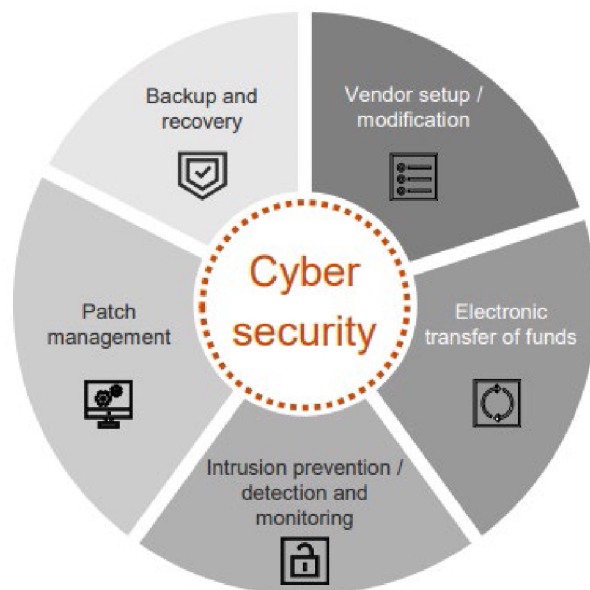 Backup and
recovery
Vendor setup /
modification
Cyber
security
Patch
management
Electronic
transfer of funds
Intrusion prevention /
detection and
monitoring